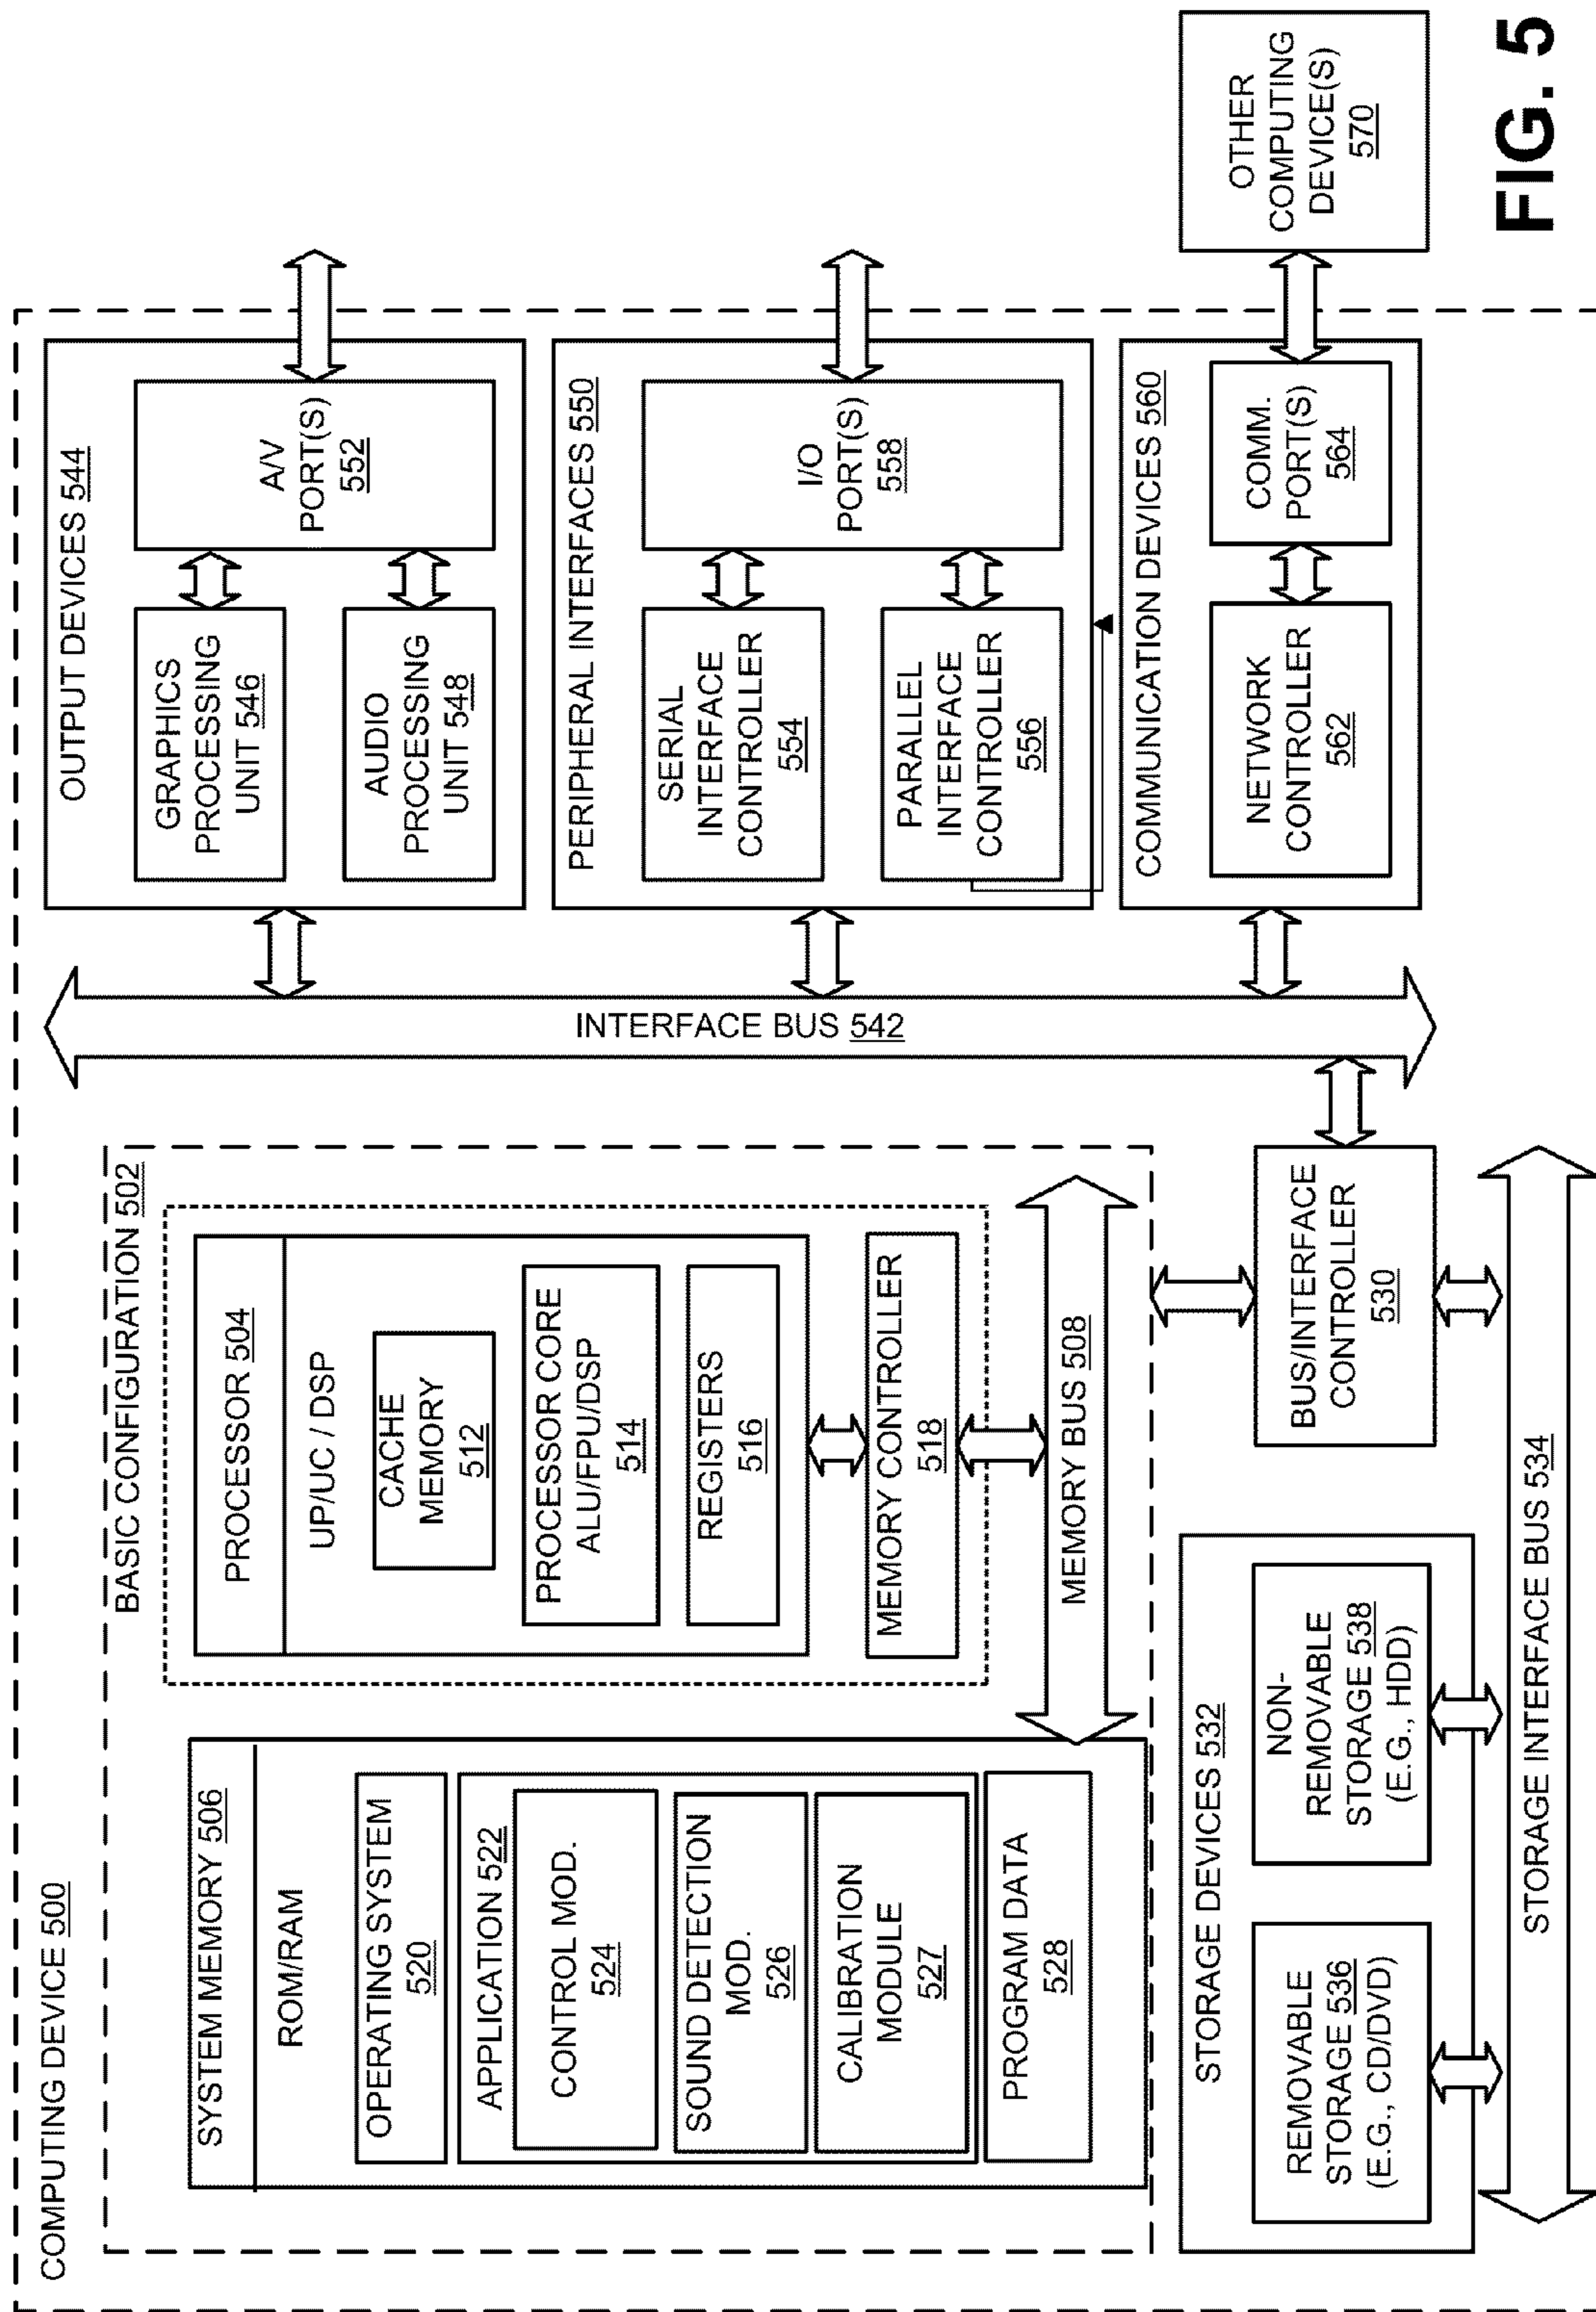 COMPUTING DEVICE 500
BASIC CONFIGURATION 502
SYSTEM MEMORY 506
ROM/RAM
OPERATING SYSTEM
520
APPLICATION 522
CONTROL MOD.
524
SOUND DETECTION
MOD.
526
CALIBRATION
MODULE
527
PROGRAM DATA
528
PROCESSOR 504
UP/UC / DSP
CACHE
MEMORY
512
PROCESSOR CORE
ALU/FPU/DSP
514
REGISTERS
516
MEMORY CONTROLLER
518
MEMORY BUS 508
STORAGE DEVICES 532
REMOVABLE
STORAGE 536
(E.G., CD/DVD)
NON-
REMOVABLE
STORAGE 538
(E.G., HDD)
BUS/INTERFACE
CONTROLLER
530
STORAGE INTERFACE BUS 534
INTERFACE BUS 542
OUTPUT DEVICES 544
GRAPHICS
PROCESSING
UNIT 546
AUDIO
PROCESSING
UNIT 548
A/V
PORT(S)
552
PERIPHERAL INTERFACES 550
SERIAL
INTERFACE
CONTROLLER
554
PARALLEL
INTERFACE
CONTROLLER
556
I/O
PORT(S)
558
COMMUNICATION DEVICES 560
NETWORK
CONTROLLER
562
COMM.
PORT(S)
564
OTHER
COMPUTING
DEVICE(S)
570
FIG. 5